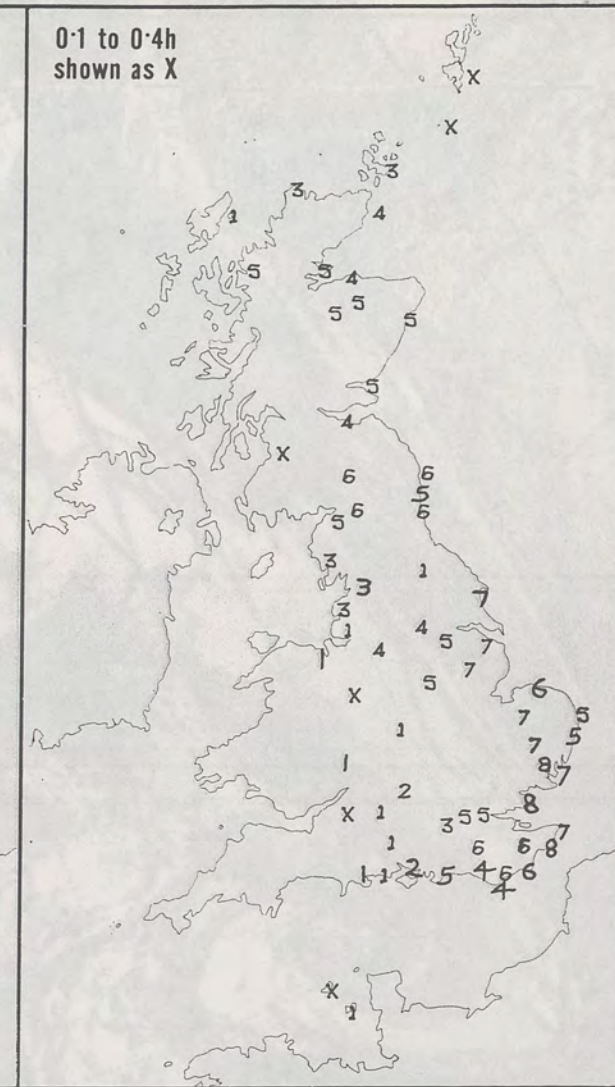 0·1 to 0·4h
shown as X
X
X
3
3
1 4
5 5 4
5 5 5
5
4
X
6 6
5
5 6 6
3 1
3 7
3
1 4 5 7
1 4 7
X 5 6
7 5
1 7 5
1 8 7
2 8
X 1 3 5 5 7
1 6 6 8
1 1 2 5 4 6 6
4
X
1